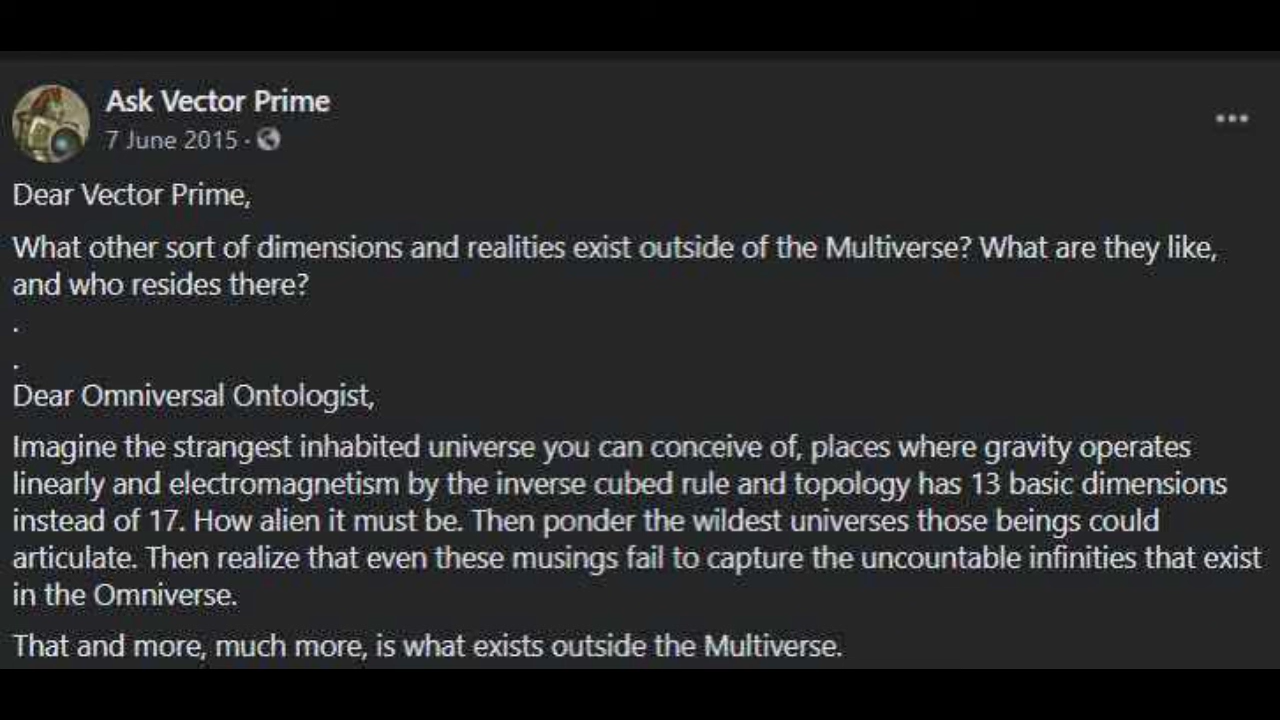 Ask Vector Prime
7 June 2015 ·
Dear Vector Prime,
What other sort of dimensions and realities exist outside of the Multiverse? What are they like,
and who resides there?
.
.
Dear Omniversal Ontologist,
Imagine the strangest inhabited universe you can conceive of, places where gravity operates
linearly and electromagnetism by the inverse cubed rule and topology has 13 basic dimensions
instead of 17. How alien it must be. Then ponder the wildest universes those beings could
articulate. Then realize that even these musings fail to capture the uncountable infinities that exist
in the Omniverse.
That and more, much more, is what exists outside the Multiverse.